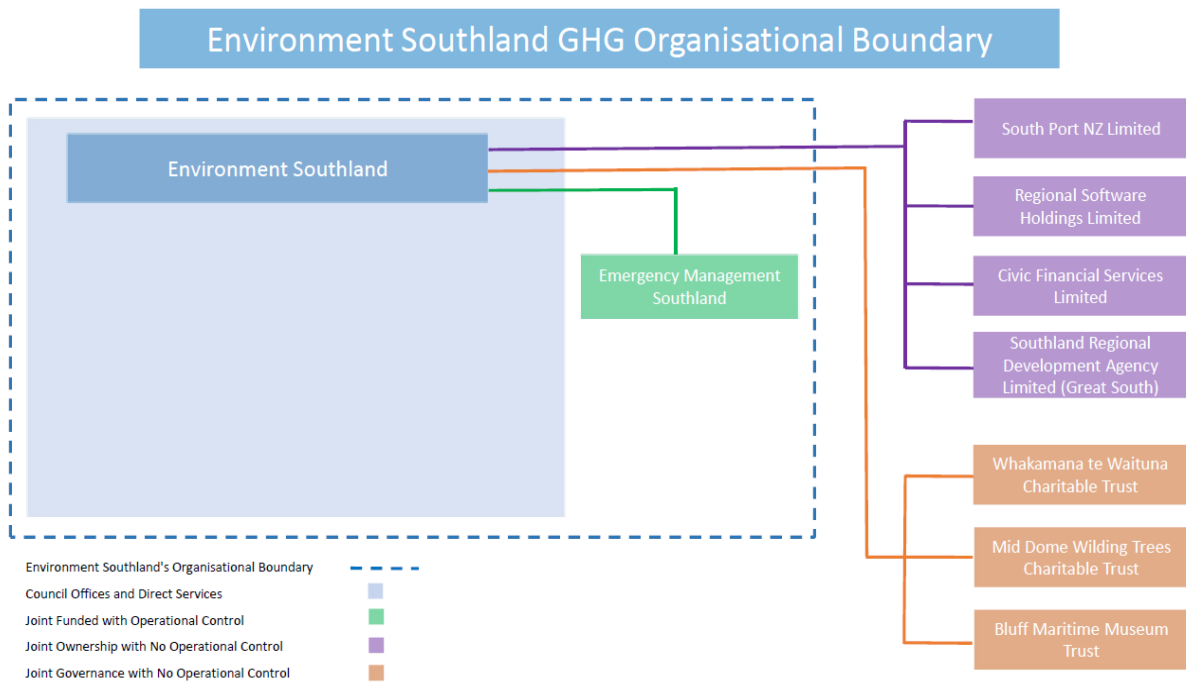 Environment Southland GHG Organisational Boundary
Environment Southland
Emergency Management
Southland
South Port NZ Limited
Regional Software
Holdings Limited
Civic Financial Services
Limited
Southland Regional
Development Agency
Limited (Great South)
Whakamana te Waituna
Charitable Trust
Mid Dome Wilding Trees
Charitable Trust
Bluff Maritime Museum
Trust
Environment Southland's Organisational Boundary
Council Offices and Direct Services
Joint Funded with Operational Control
Joint Ownership with No Operational Control
Joint Governance with No Operational Control